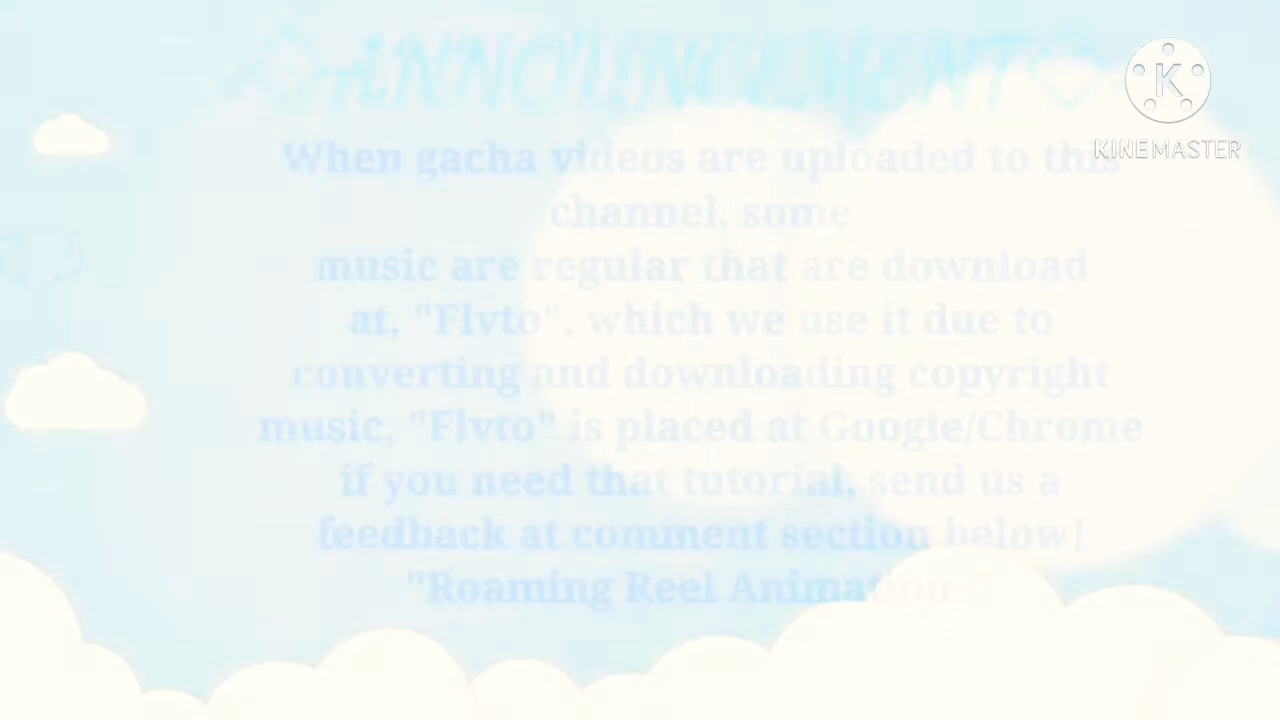 ◇ANNOUNCEMENT◇
KINEMASTER
When gacha videos are uploaded to this
channel, some
music are regular that are download
at, "Flvto", which we use it due to
converting and downloading copyright
music, "Flvto" is placed at Google/Chrome
if you need that tutorial, send us a
feedback at comment section below!
"Roaming Reel Animations"